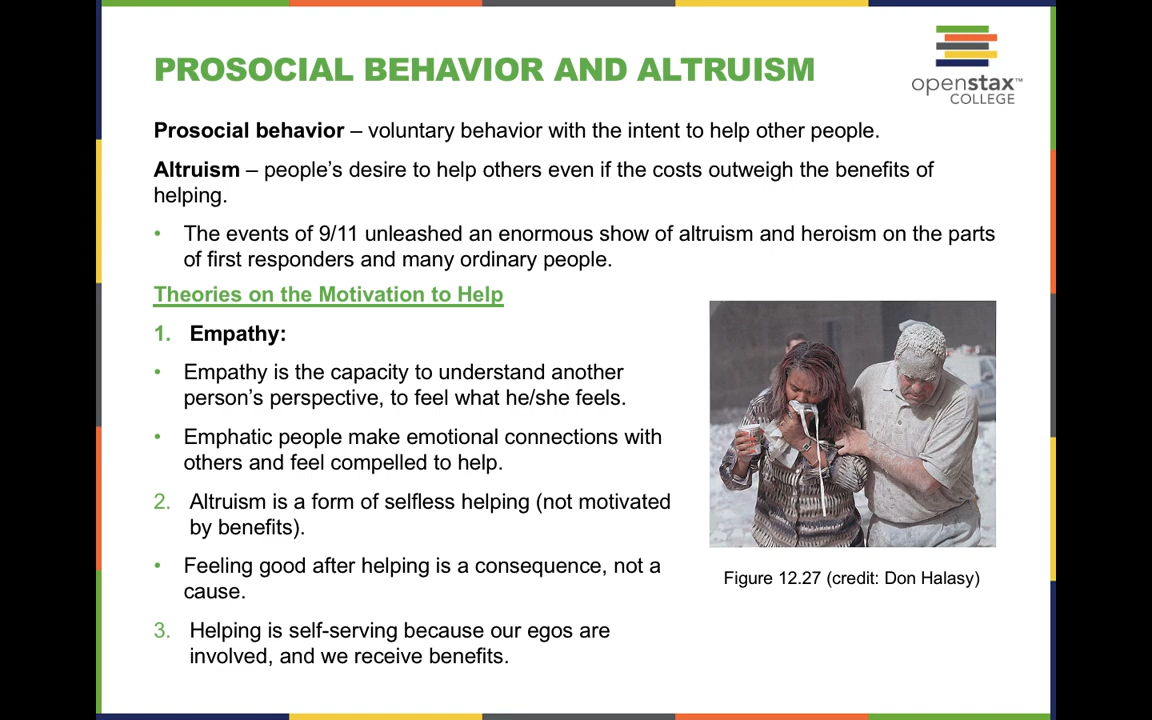 PROSOCIAL BEHAVIOR AND ALTRUISM
openstax™
COLLEGE
Prosocial behavior – voluntary behavior with the intent to help other people.
Altruism – people’s desire to help others even if the costs outweigh the benefits of
helping.
• The events of 9/11 unleashed an enormous show of altruism and heroism on the parts
of first responders and many ordinary people.
Theories on the Motivation to Help
1. Empathy:
• Empathy is the capacity to understand another
person’s perspective, to feel what he/she feels.
• Emphatic people make emotional connections with
others and feel compelled to help.
2. Altruism is a form of selfless helping (not motivated
by benefits).
• Feeling good after helping is a consequence, not a
cause.
3. Helping is self-serving because our egos are
involved, and we receive benefits.
Figure 12.27 (credit: Don Halasy)